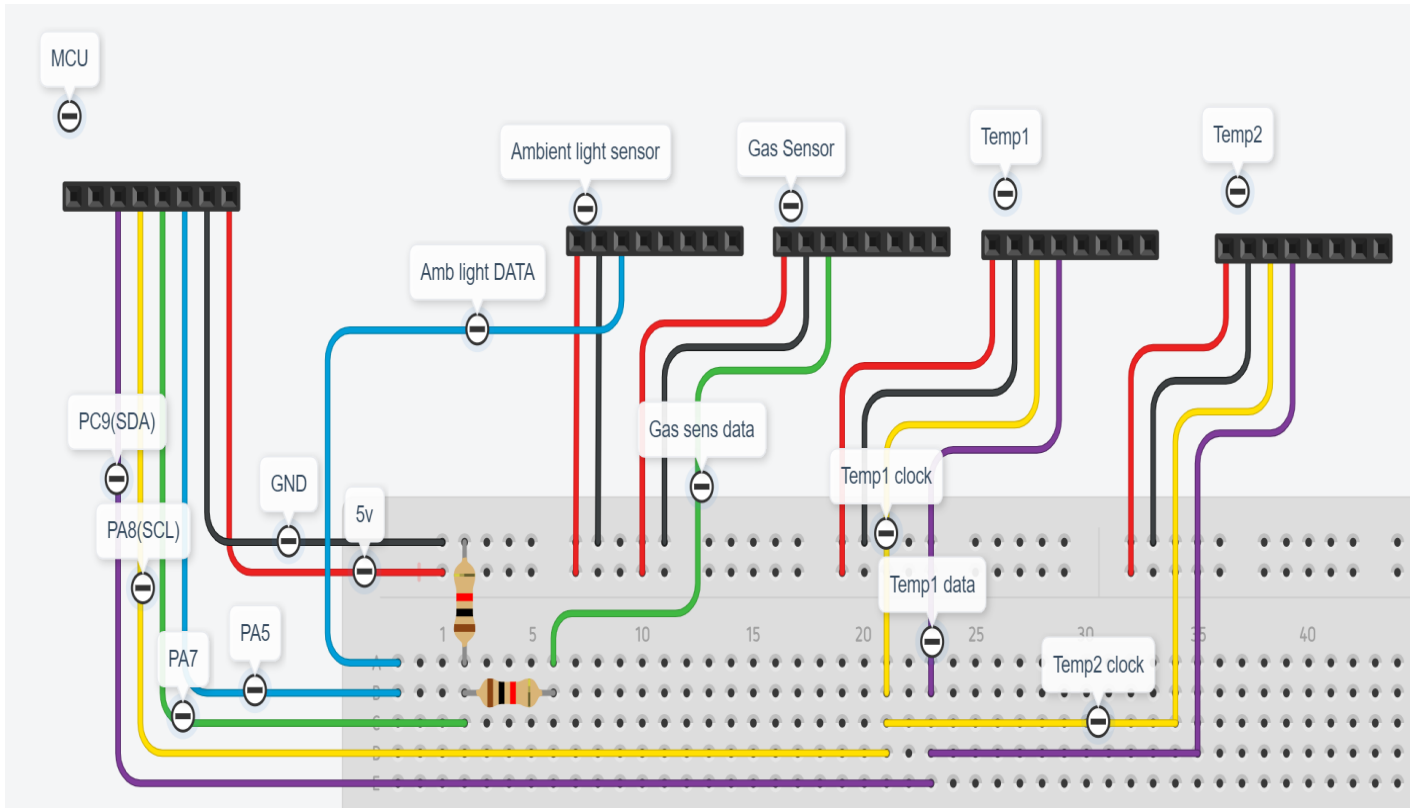 MCU
Ambient light sensor
Gas Sensor
Temp1
Temp2
Amb light DATA
PC9(SDA)
GND
5v
Gas sens data
Temp1 clock
PA8(SCL)
Temp1 data
PA7
PA5
Temp2 clock
1 5 10 15 20 25 30 35 40
A
B
C
D
E